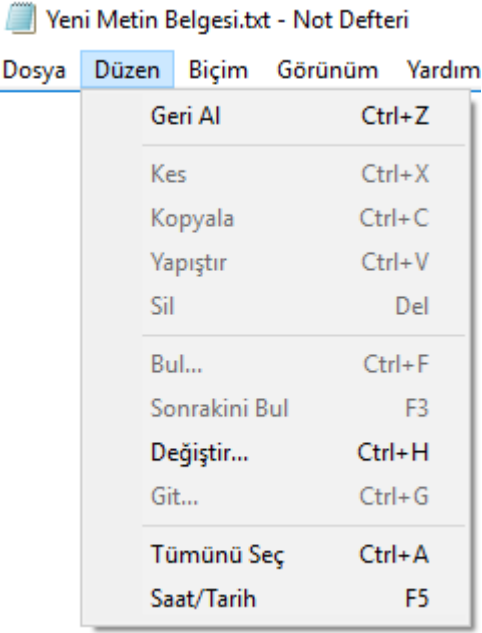 Yeni Metin Belgesi.txt - Not Defteri
Dosya Düzen Biçim Görünüm Yardım
Geri Al Ctrl+Z
Kes Ctrl+X
Kopyala Ctrl+C
Yapıştır Ctrl+V
Sil Del
Bul... Ctrl+F
Sonrakini Bul F3
Değiştir... Ctrl+H
Git... Ctrl+G
Tümünü Seç Ctrl+A
Saat/Tarih F5